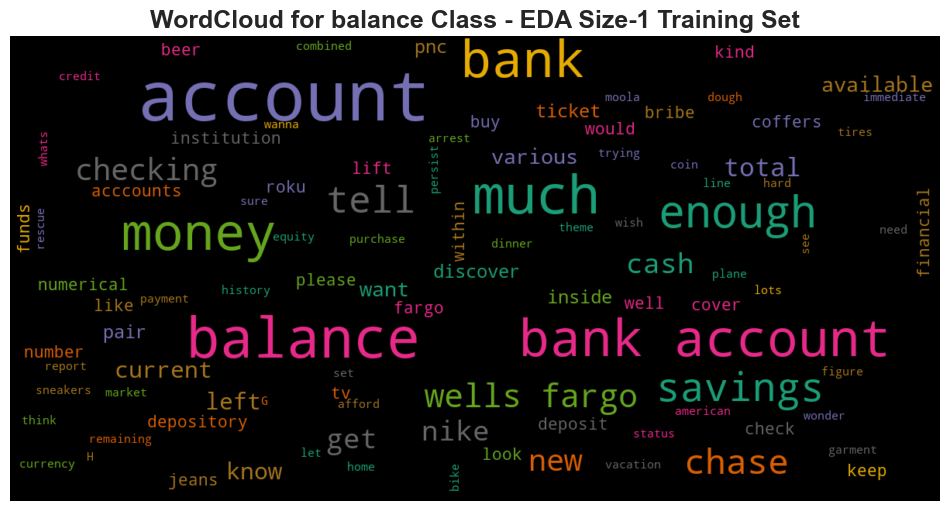 WordCloud for balance Class - EDA Size-1 Training Set
beer
combined
pnc
bank
kind
credit
account
available
moola
dough
immediate
wanna
institution
buy
ticket
bribe
would
coffers
tires
whats
arrest
checking
lift
various
trying
total
coin
persist
acccounts
roku
tell
much
line
hard
sure
enough
funds
rescue
money
equity
purchase
within
dinner
theme
wish
see
need
financial
cash
discover
plane
numerical
history
please
want
inside
lots
like
payment
fargo
well
cover
pair
balance
bank account
number
report
current
set
figure
sneakers
market
left
G
tv
afford
wells fargo
savings
american
wonder
think
depository
get
nike
deposit
check
remaining
status
currency
H
know
let
home
look
new
vacation
chase
garment
keep
jeans
bike